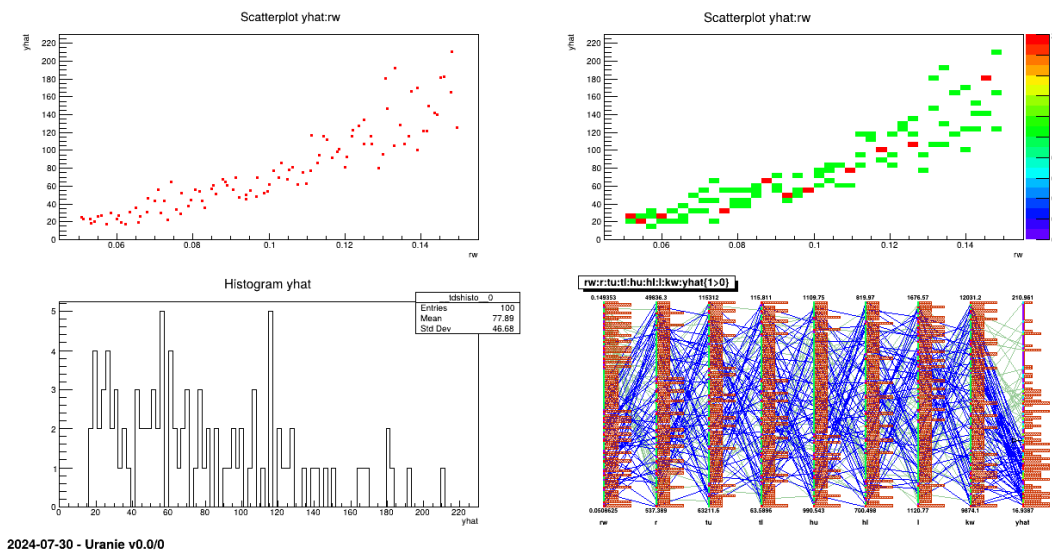 Scatterplot yhat:rw
yhat
220
200
180
160
140
120
100
80
60
40
20
0
0.06 0.08 0.1 0.12 0.14
rw
Scatterplot yhat:rw
yhat
220
200
180
160
140
120
100
80
60
40
20
0
0.06 0.08 0.1 0.12 0.14
rw
Histogram yhat
__tdshisto__0
Entries 100
Mean 77.89
Std Dev 46.68
5
4
3
2
1
0
0 20 40 60 80 100 120 140 160 180 200 220
yhat
rw:r:tu:tl:hu:hl:l:kw:yhat{1>0}
0.149353 49836.3 115312 115.811 1109.75 819.97 1676.57 12031.2 210.961
537.389 63211.5 63.5896 990.543 700.498 1120.77 9874.1 16.9387
rw r tu tl hu hl l kw yhat
2024-07-30 - Uranie v0.0/0